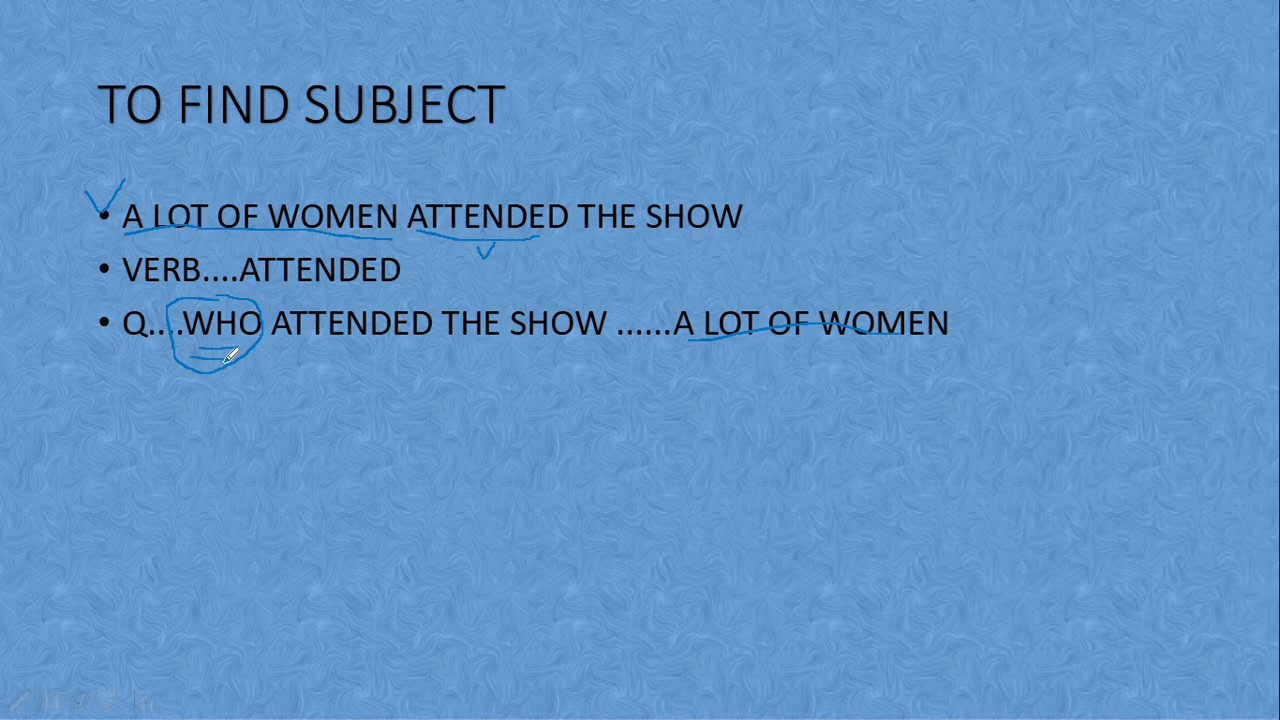 TO FIND SUBJECT
• A LOT OF WOMEN ATTENDED THE SHOW
• VERB....ATTENDED
• Q....WHO ATTENDED THE SHOW ......A LOT OF WOMEN